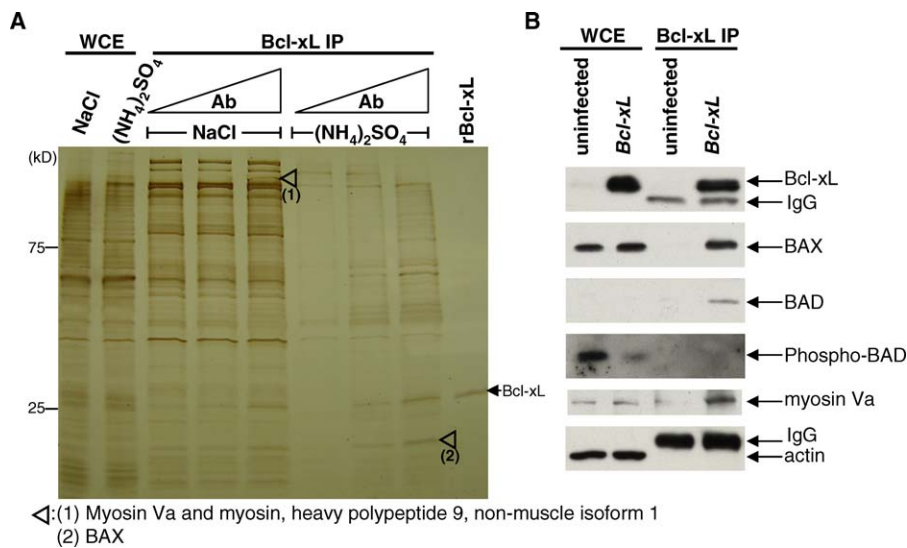 A
WCE
Bcl-xL IP
NaCl
(NH4)2SO4
Ab
Ab
rBcl-xL
NaCl
(NH4)2SO4
(kD)
(1)
75
Bcl-xL
25
(2)
:(1) Myosin Va and myosin, heavy polypeptide 9, non-muscle isoform 1
(2) BAX
B
WCE
Bcl-xL IP
uninfected
Bcl-xL
uninfected
Bcl-xL
Bcl-xL
IgG
BAX
BAD
Phospho-BAD
myosin Va
IgG
actin